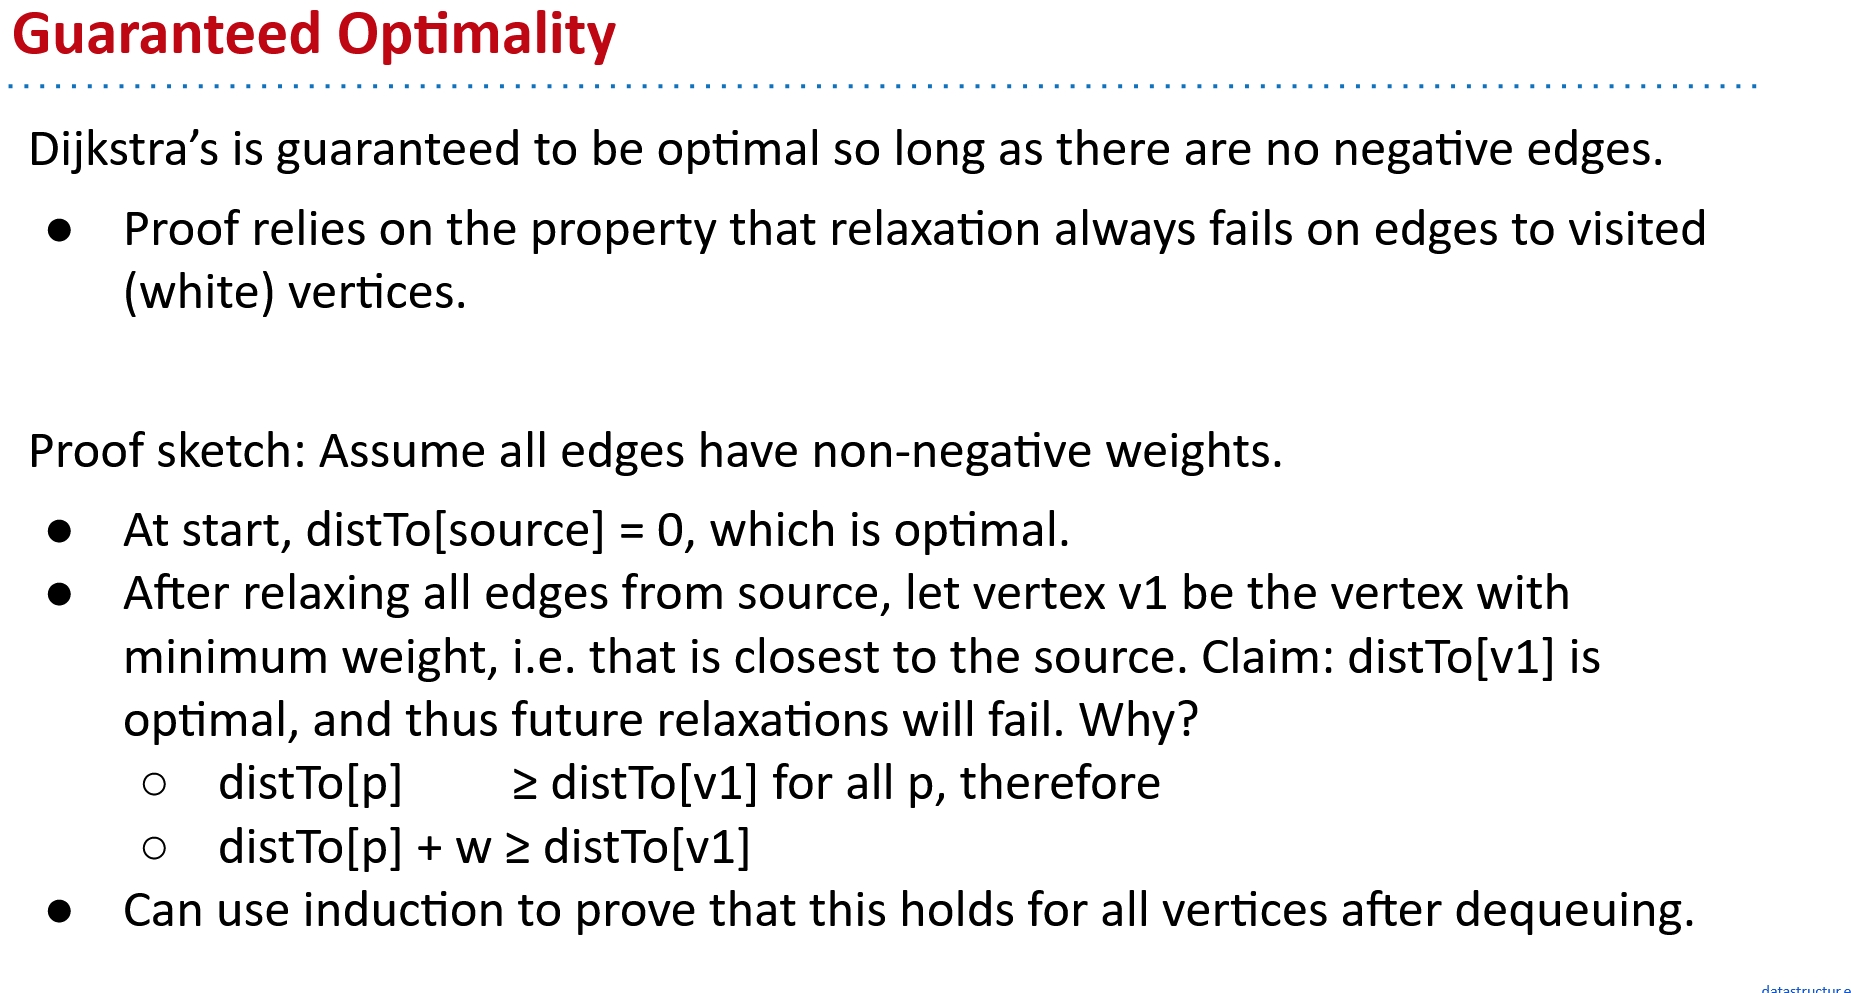 Guaranteed Optimality
Dijkstra’s is guaranteed to be optimal so long as there are no negative edges.
● Proof relies on the property that relaxation always fails on edges to visited
(white) vertices.
Proof sketch: Assume all edges have non-negative weights.
● At start, distTo[source] = 0, which is optimal.
● After relaxing all edges from source, let vertex v1 be the vertex with
minimum weight, i.e. that is closest to the source. Claim: distTo[v1] is
optimal, and thus future relaxations will fail. Why?
○ distTo[p] ≥ distTo[v1] for all p, therefore
○ distTo[p] + w ≥ distTo[v1]
● Can use induction to prove that this holds for all vertices after dequeuing.
datastructur.e